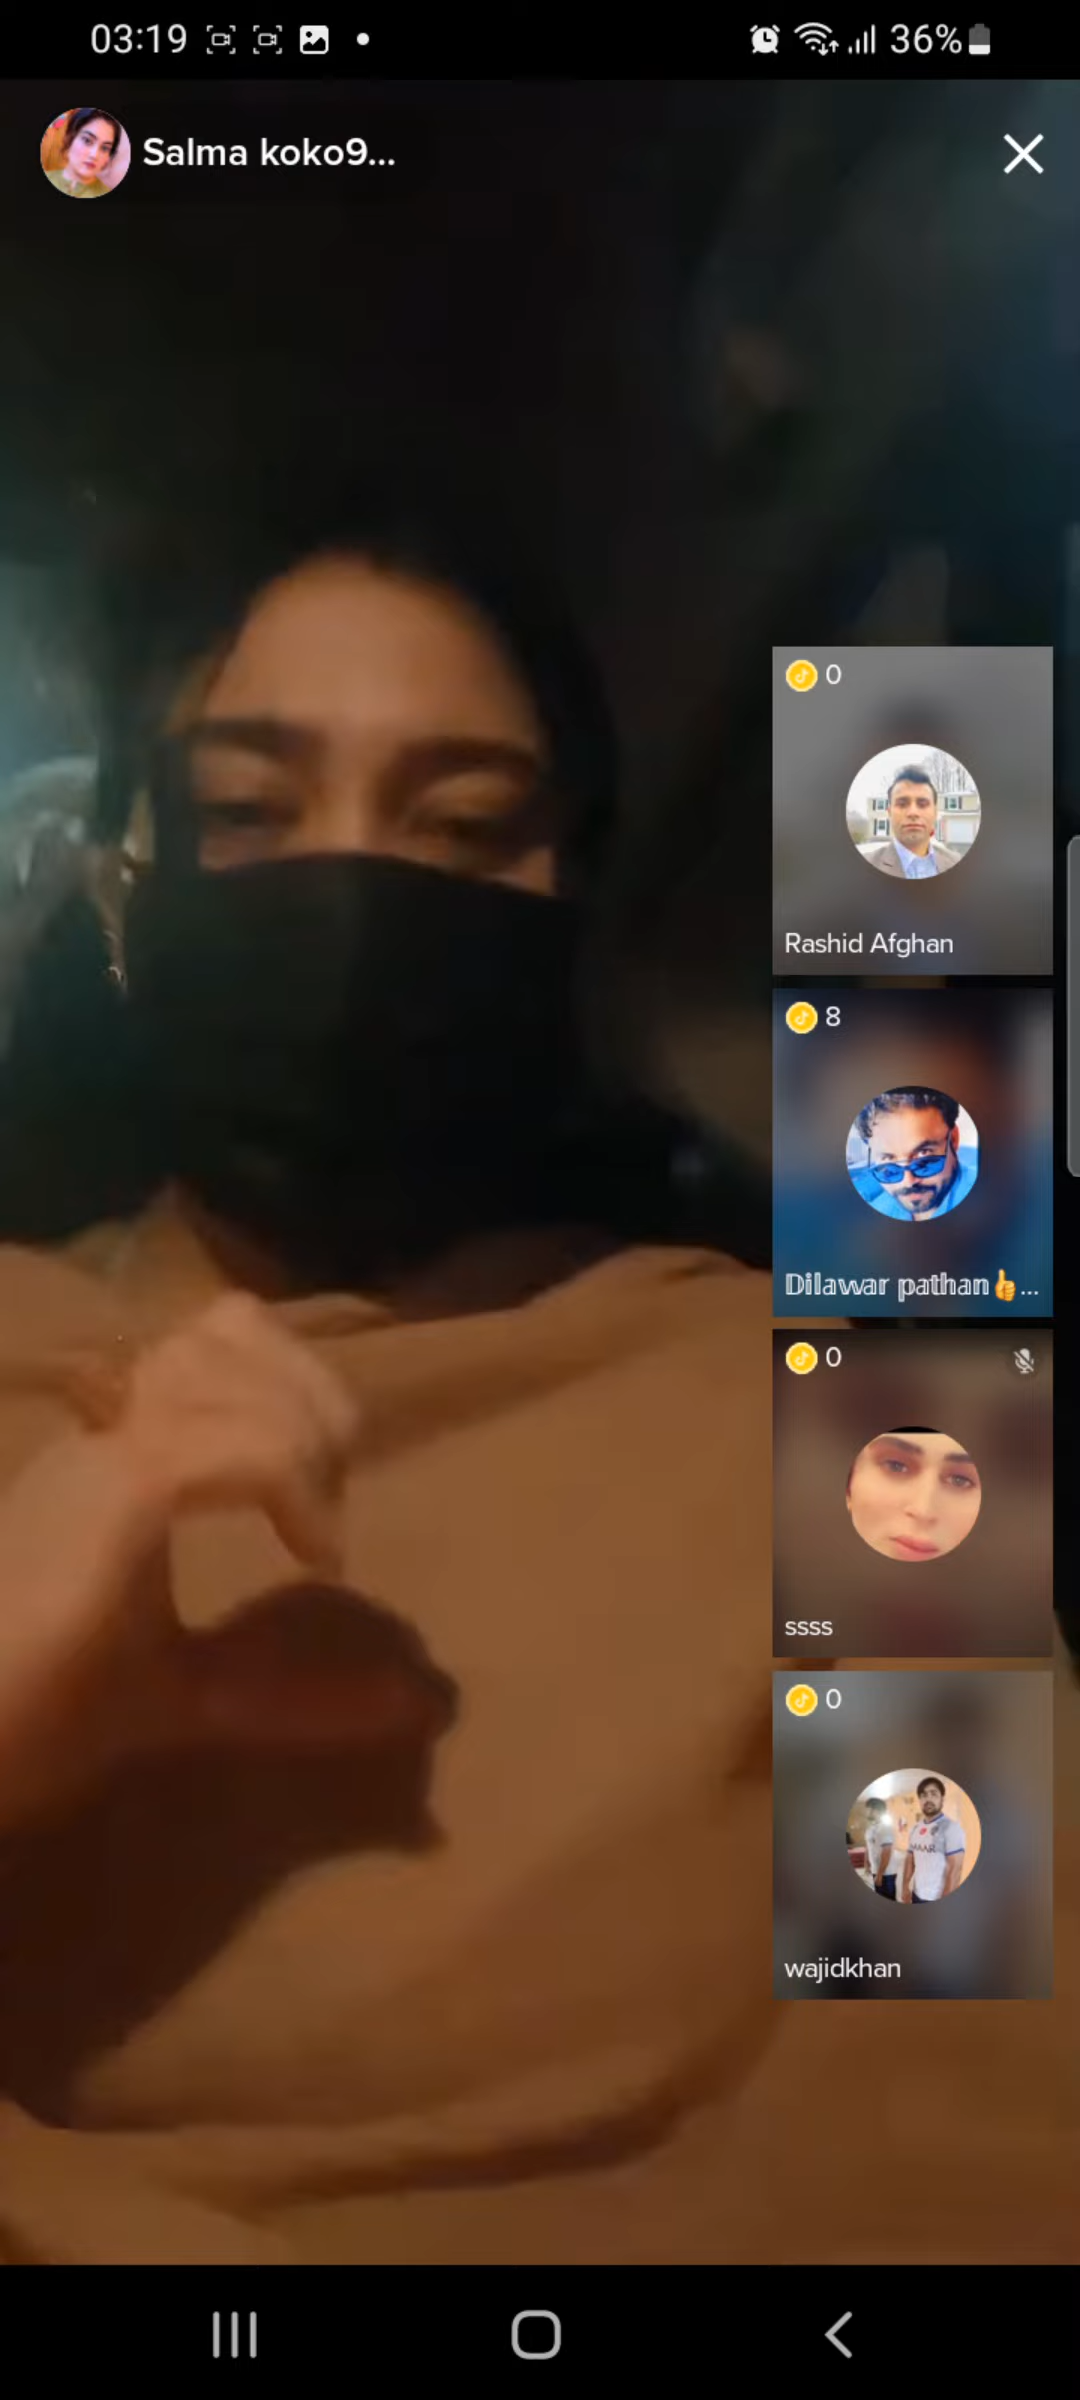 03:19
36%
Salma koko9...
0
Rashid Afghan
8
Dilawar pathan👍...
0
ssss
0
wajidkhan